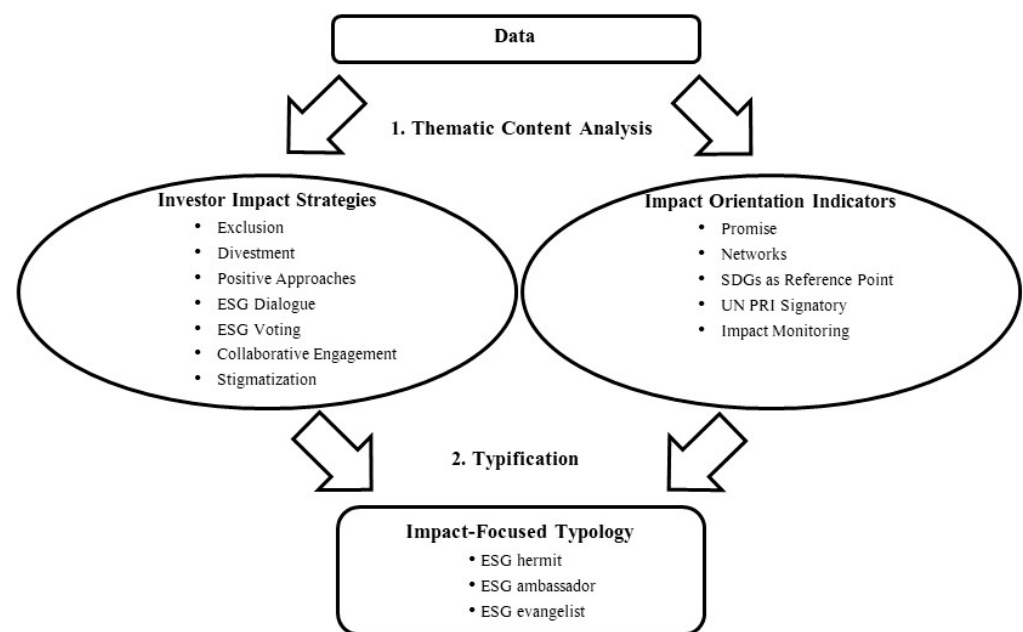 Data
1. Thematic Content Analysis
Investor Impact Strategies
• Exclusion
• Divestment
• Positive Approaches
• ESG Dialogue
• ESG Voting
• Collaborative Engagement
• Stigmatization
Impact Orientation Indicators
• Promise
• Networks
• SDGs as Reference Point
• UN PRI Signatory
• Impact Monitoring
2. Typification
Impact-Focused Typology
• ESG hermit
• ESG ambassador
• ESG evangelist